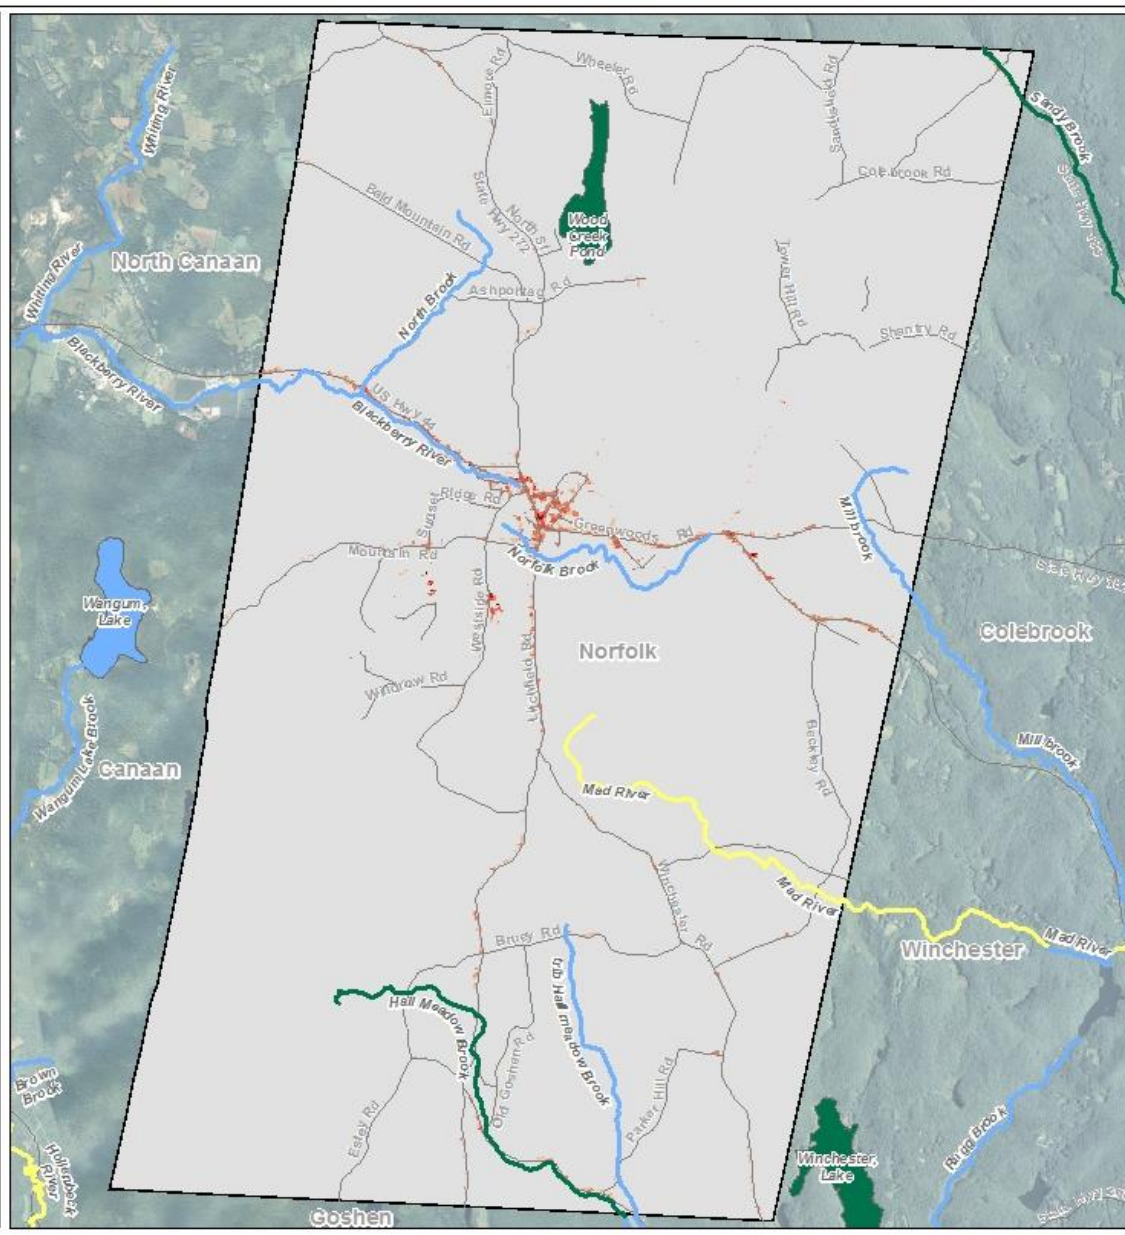 Whiting River
Elmore Rd
Wheeler Rd
Sandisfield Rd
Sandy Brook
Colebrook Rd
Bald Mountain Rd
State Hwy 272
North St
Wood
Creek
Pond
North Canaan
Whiting River
Tower Hill Rd
North Brook
Ashpohtag Rd
Shantry Rd
Blackberry River
US Hwy 44
Blackberry River
Ridge Rd
Sunset
Greenwoods Rd
Mill brook
Mountain Rd
Norfolk Brook
Wangum
Lake
Westside Rd
Litchfield Rd
Norfolk
Colebrook
Windrow Rd
Wangum Lake Brook
Canaan
Beckley Rd
Mill brook
Mad River
Mad River
Winchester Rd
Mad River
Winchester
Bruey Rd
Hall Meadow Brook
trib Hall meadow Brook
Old Goshen Rd
Parker Hill Rd
Estey Rd
Brown
Brook
Hollenbeck
River
Rugg Brook
Winchester
Lake
Goshen